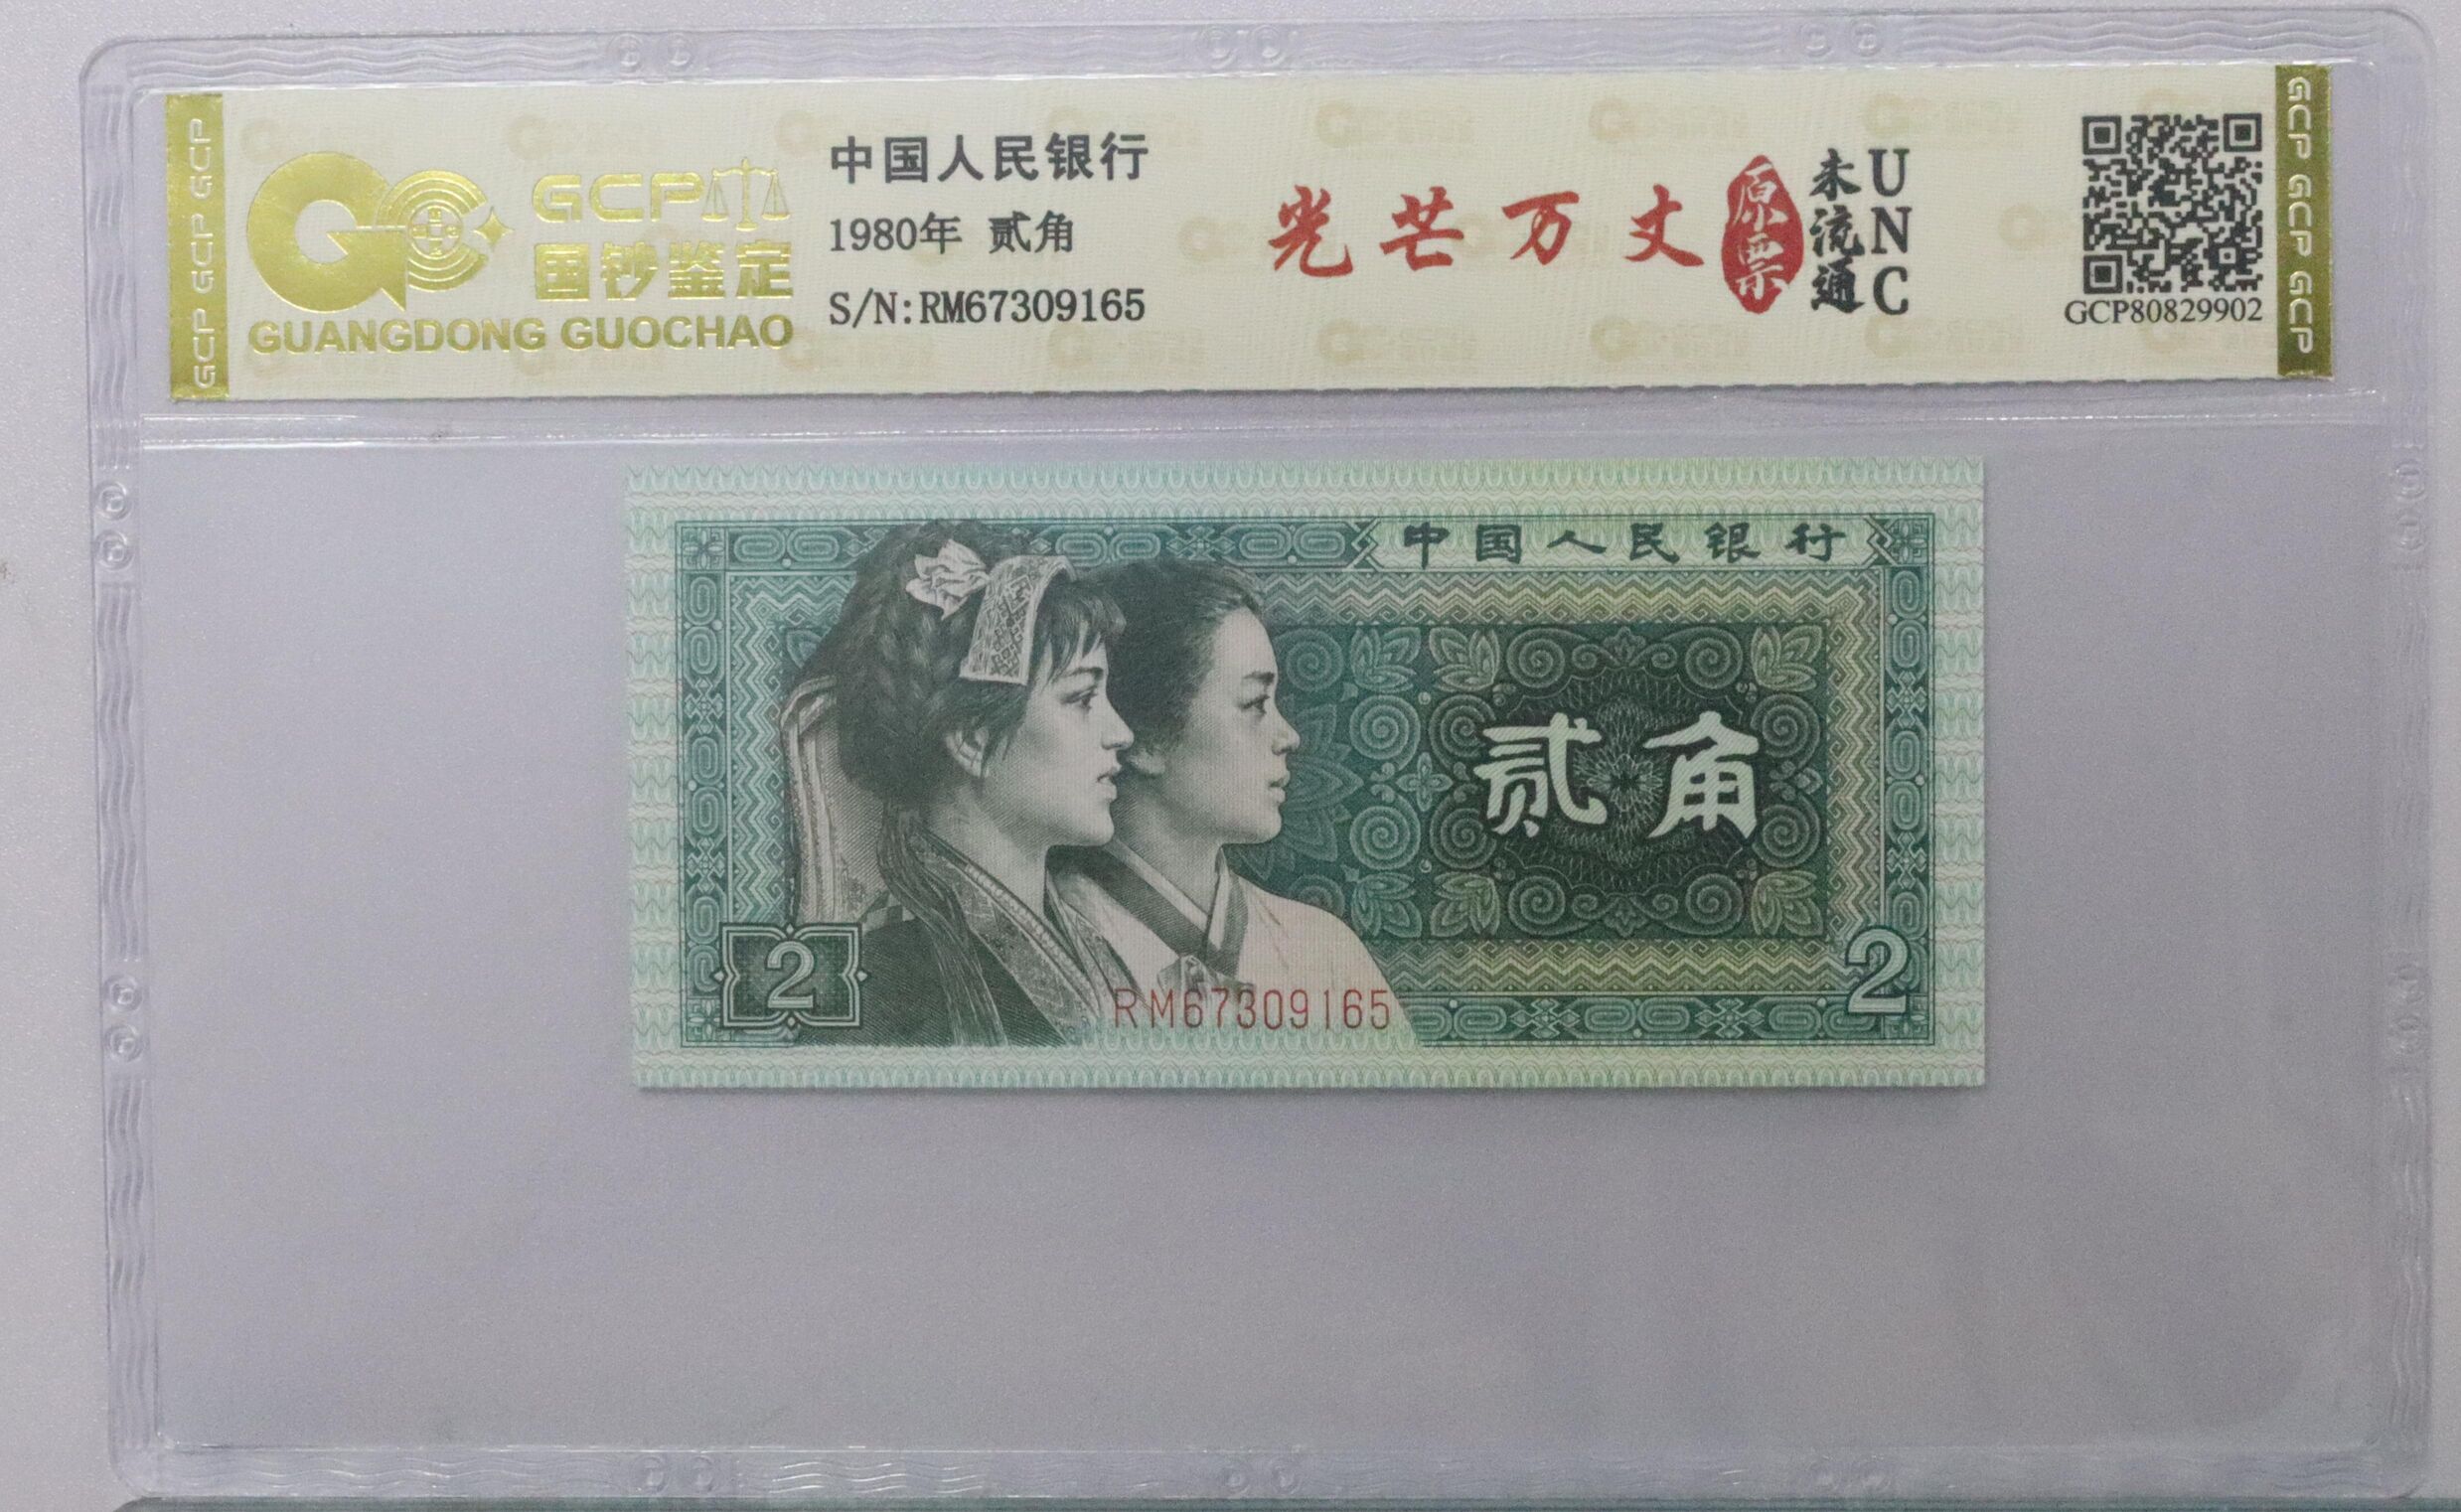 GCP GCP GCP
GCP
国钞鉴定
GUANGDONG GUOCHAO
中国人民银行
1980年 贰角
S/N:RM67309165
光芒万丈
原票
未流通
UNC
GCP80829902
GCP GCP GCP
中国人民银行
贰角
2
2
RM67309165